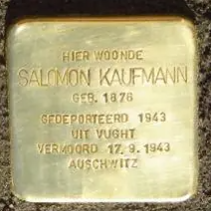 HIER WOONDE
SALOMON KAUFMANN
GEB. 1876
GEDEPORTEERD 1943
UIT VUGHT
VERMOORD 17.9.1943
AUSCHWITZ